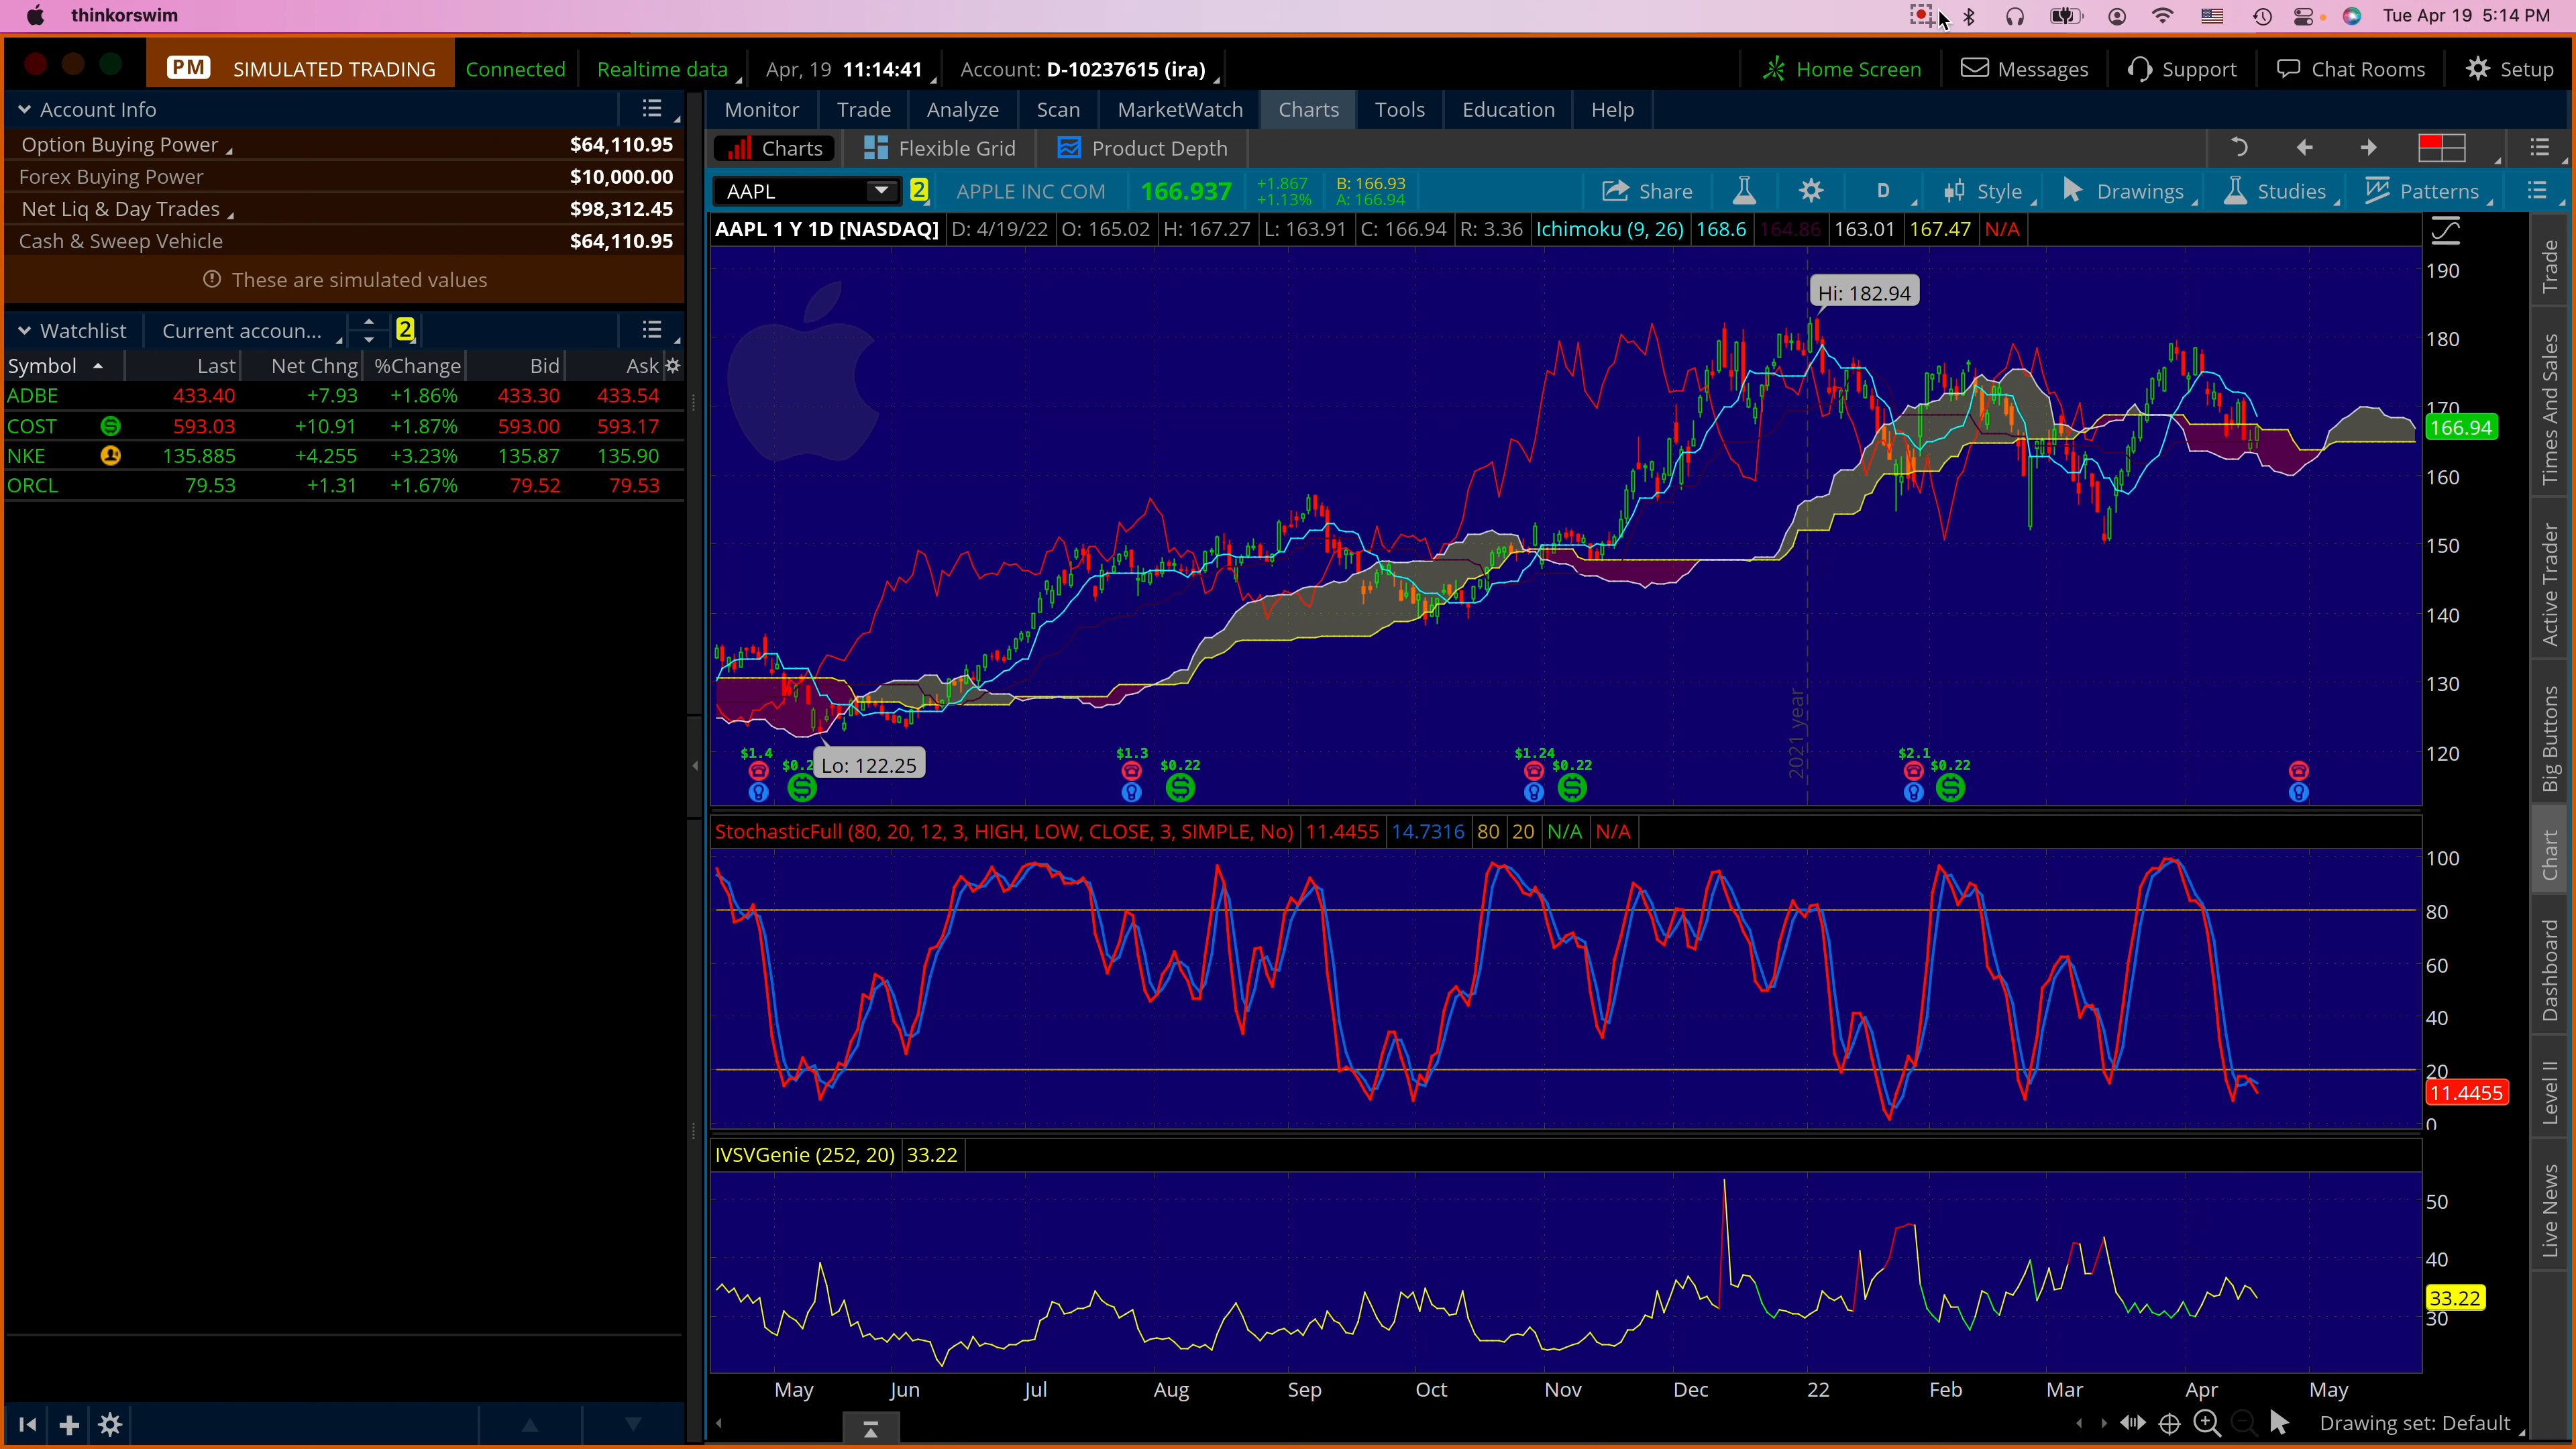 thinkorswim
Tue Apr 19 5:14 PM
PM SIMULATED TRADING Connected Realtime data Apr, 19 11:14:41 Account: D-10237615 (ira) Home Screen Messages Support Chat Rooms Setup
Account Info
Option Buying Power $64,110.95
Forex Buying Power $10,000.00
Net Liq & Day Trades $98,312.45
Cash & Sweep Vehicle $64,110.95
These are simulated values
Watchlist Current accoun... 2
Symbol Last Net Chng %Change Bid Ask
ADBE 433.40 +7.93 +1.86% 433.30 433.54
COST 593.03 +10.91 +1.87% 593.00 593.17
NKE 135.885 +4.255 +3.23% 135.87 135.90
ORCL 79.53 +1.31 +1.67% 79.52 79.53
Monitor Trade Analyze Scan MarketWatch Charts Tools Education Help
Charts Flexible Grid Product Depth
AAPL 2 APPLE INC COM 166.937 +1.867 B: 166.93 Share D Style Drawings Studies Patterns
+1.13% A: 166.94
AAPL 1 Y 1D [NASDAQ] D: 4/19/22 O: 165.02 H: 167.27 L: 163.91 C: 166.94 R: 3.36 Ichimoku (9, 26) 168.6 164.86 163.01 167.47 N/A
Hi: 182.94
Lo: 122.25
2021 year
190
180
170
166.94
160
150
140
130
120
$1.4 $0.2 $1.3 $0.22 $1.24 $0.22 $2.1 $0.22
StochasticFull (80, 20, 12, 3, HIGH, LOW, CLOSE, 3, SIMPLE, No) 11.4455 14.7316 80 20 N/A N/A
100
80
60
40
20
11.4455
0
IVSVGenie (252, 20) 33.22
50
40
33.22
30
May Jun Jul Aug Sep Oct Nov Dec 22 Feb Mar Apr May
Drawing set: Default
Trade
Times And Sales
Active Trader
Big Buttons
Chart
Dashboard
Level II
Live News